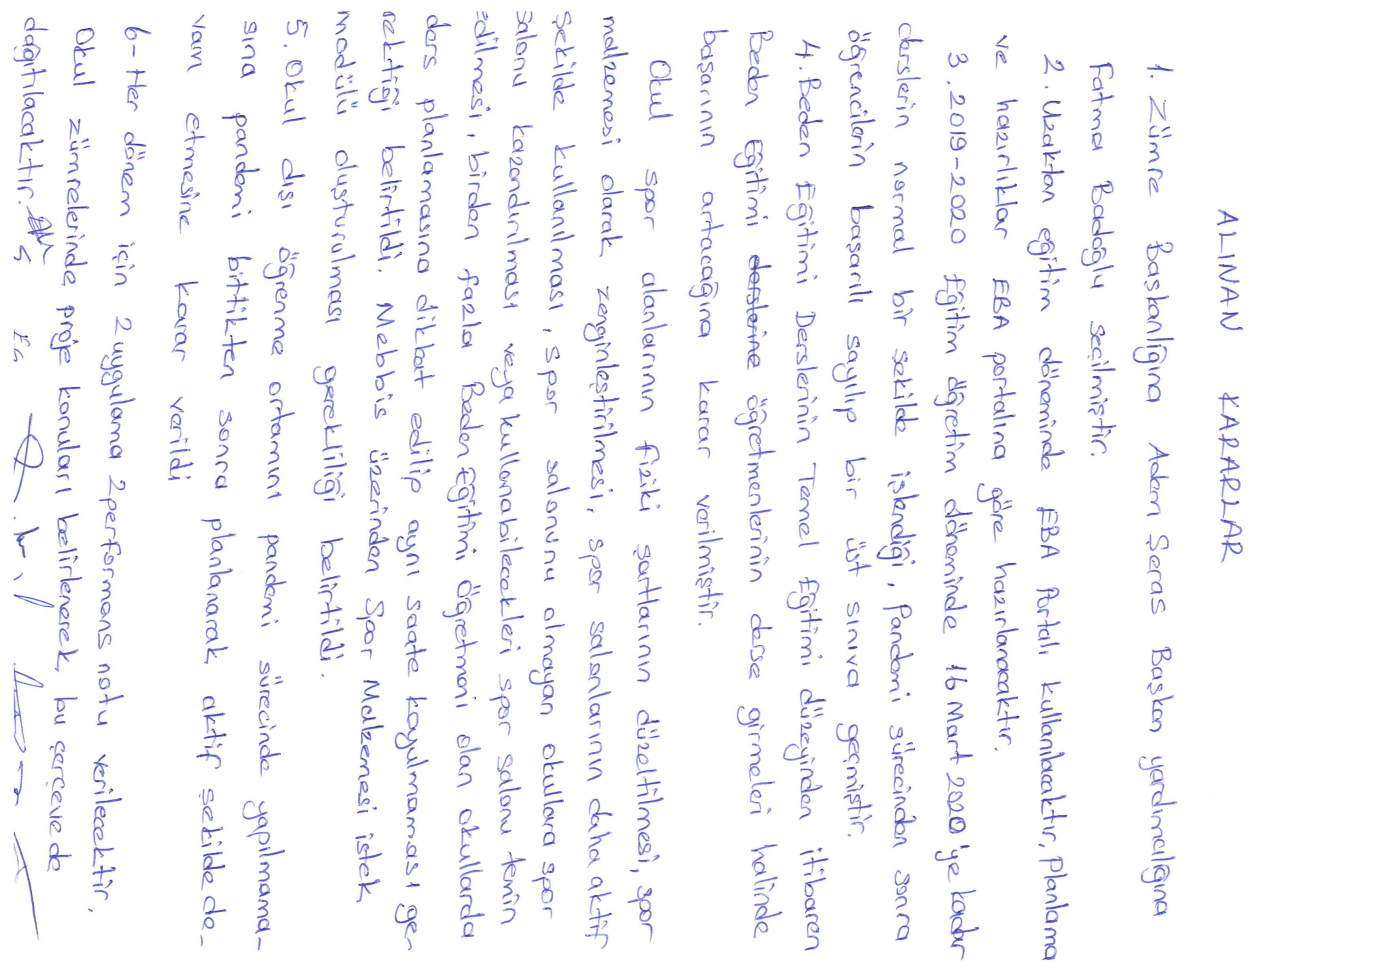 ALINAN KARARLAR
1. Zümre Başkanlığına Adem Şeras Başkan yardımcılığına
Fatma Badoğlu seçilmiştir.
2. Uzaktan eğitim döneminde EBA Portalı kullanılacaktır, Planlama
ve hazırlıklar EBA portalına göre hazırlanacaktır.
3. 2019-2020 Eğitim öğretim döneminde 16 Mart 2020'ye kadar
derslerin normal bir şekilde işlendiği, Pandemi sürecinden sonra
öğrencilerin başarılı sayılıp bir üst sınıva geçmiştir.
4. Beden Eğitimi Derslerinin Temel Eğitimi düzeyinden itibaren
Beden Eğitimi derslerine öğretmenlerinin derse girmeleri halinde
başarının artacağına karar verilmiştir.
Okul spor alanlarının fiziki şartlarının düzeltilmesi, spor
malzemesi olarak zenginleştirilmesi, spor salonlarının daha aktif
şekilde kullanılması, spor salonunu olmayan okullara spor
salonu kazandırılması veya kullanabilecekleri spor salonu temin
edilmesi, birden fazla Beden Eğitimi Öğretmeni olan okullarda
ders planlamasına dikkat edilip aynı saate koyulmaması ge-
rektiği belirtildi. Mebbis üzerinden Spor Malzemesi istek
modülü oluşturulması gerekliliği belirtildi.
5. Okul dışı öğrenme ortamını pandemi sürecinde yapılmama-
sına pandemi bittikten sonra planlanarak aktif şekilde de-
vam etmesine karar verildi
6- Her dönem için 2 uygulama 2 performans notu verilecektir,
Okul zümrelerinde proje konuları belirlenerek, bu çerçevede
dağıtılacaktır.